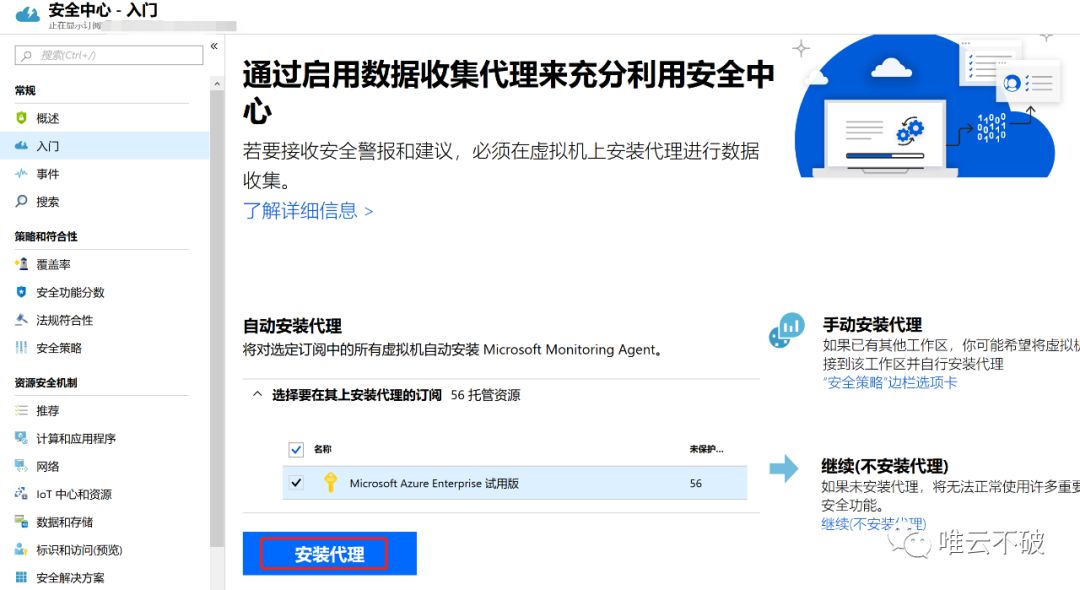 安全中心 - 入门
正在显示订阅
搜索(Ctrl+/)
«
常规
概述
入门
事件
搜索
策略和符合性
覆盖率
安全功能分数
法规符合性
安全策略
资源安全机制
推荐
计算和应用程序
网络
IoT 中心和资源
数据和存储
标识和访问(预览)
安全解决方案
通过启用数据收集代理来充分利用安全中
心
若要接收安全警报和建议，必须在虚拟机上安装代理进行数据
收集。
了解详细信息 >
11000
00111
10101
自动安装代理
将对选定订阅中的所有虚拟机自动安装 Microsoft Monitoring Agent。
选择要在其上安装代理的订阅 56 托管资源
名称 未保护...
Microsoft Azure Enterprise 试用版 56
安装代理
手动安装代理
如果已有其他工作区，你可能希望将虚拟机
接到该工作区并自行安装代理
“安全策略”边栏选项卡
继续(不安装代理)
如果未安装代理，将无法正常使用许多重要
安全功能。
继续(不安装代理)
唯云不破